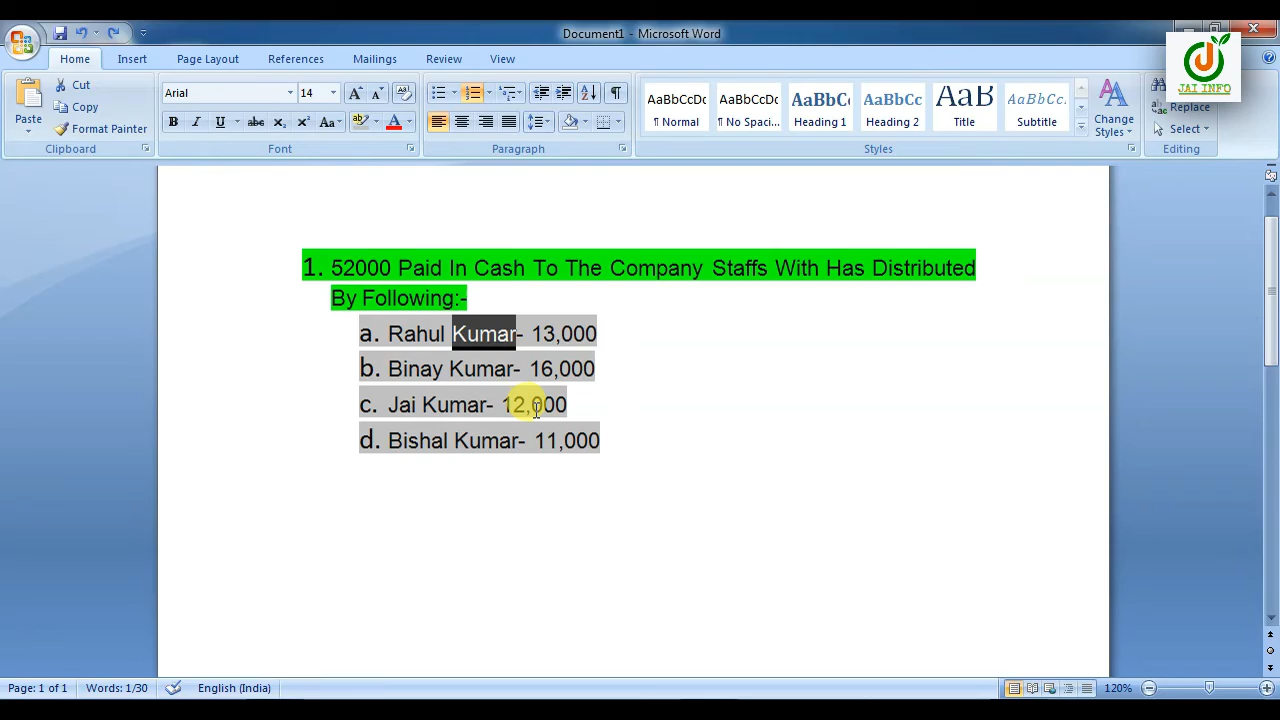 Document1 - Microsoft Word
Home Insert Page Layout References Mailings Review View
JAI INFO
Paste
Cut
Copy
Format Painter
Clipboard
Arial 14
B I U abc x₂ x² Aa
Font
Paragraph
AaBbCcDc AaBbCcDc AaBbCc AaBbCc AaB AaBbCc
¶ Normal ¶ No Spaci... Heading 1 Heading 2 Title Subtitle
Change
Styles
Styles
Replace
Select
Editing
1. 52000 Paid In Cash To The Company Staffs With Has Distributed
By Following:-
a. Rahul Kumar- 13,000
b. Binay Kumar- 16,000
c. Jai Kumar- 12,000
d. Bishal Kumar- 11,000
Page: 1 of 1 Words: 1/30 English (India) 120%